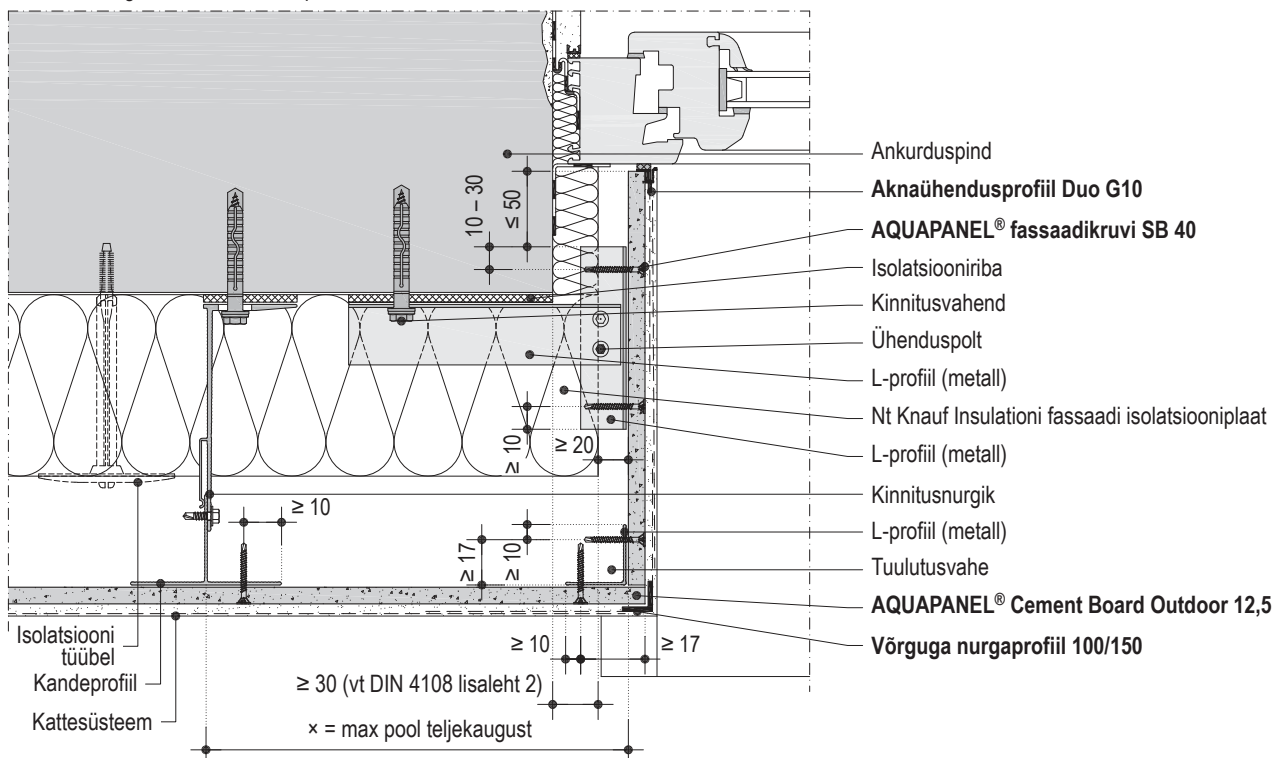 Ankurduspind
Aknaühendusprofiil Duo G10
AQUAPANEL® fassaadikruvi SB 40
Isolatsiooniriba
Kinnitusvahend
Ühenduspolt
L-profiil (metall)
Nt Knauf Insulationi fassaadi isolatsiooniplaat
L-profiil (metall)
Kinnitusnurgik
L-profiil (metall)
Tuulutusvahe
AQUAPANEL® Cement Board Outdoor 12,5
Võrguga nurgaprofiil 100/150
10 – 30
≤ 50
≥ 10
≥ 20
≥ 10
≥ 17
≥ 10
≥ 10
≥ 17
Isolatsiooni
tüübel
Kandeprofiil
Kattesüsteem
≥ 30 (vt DIN 4108 lisaleht 2)
× = max pool teljekaugust